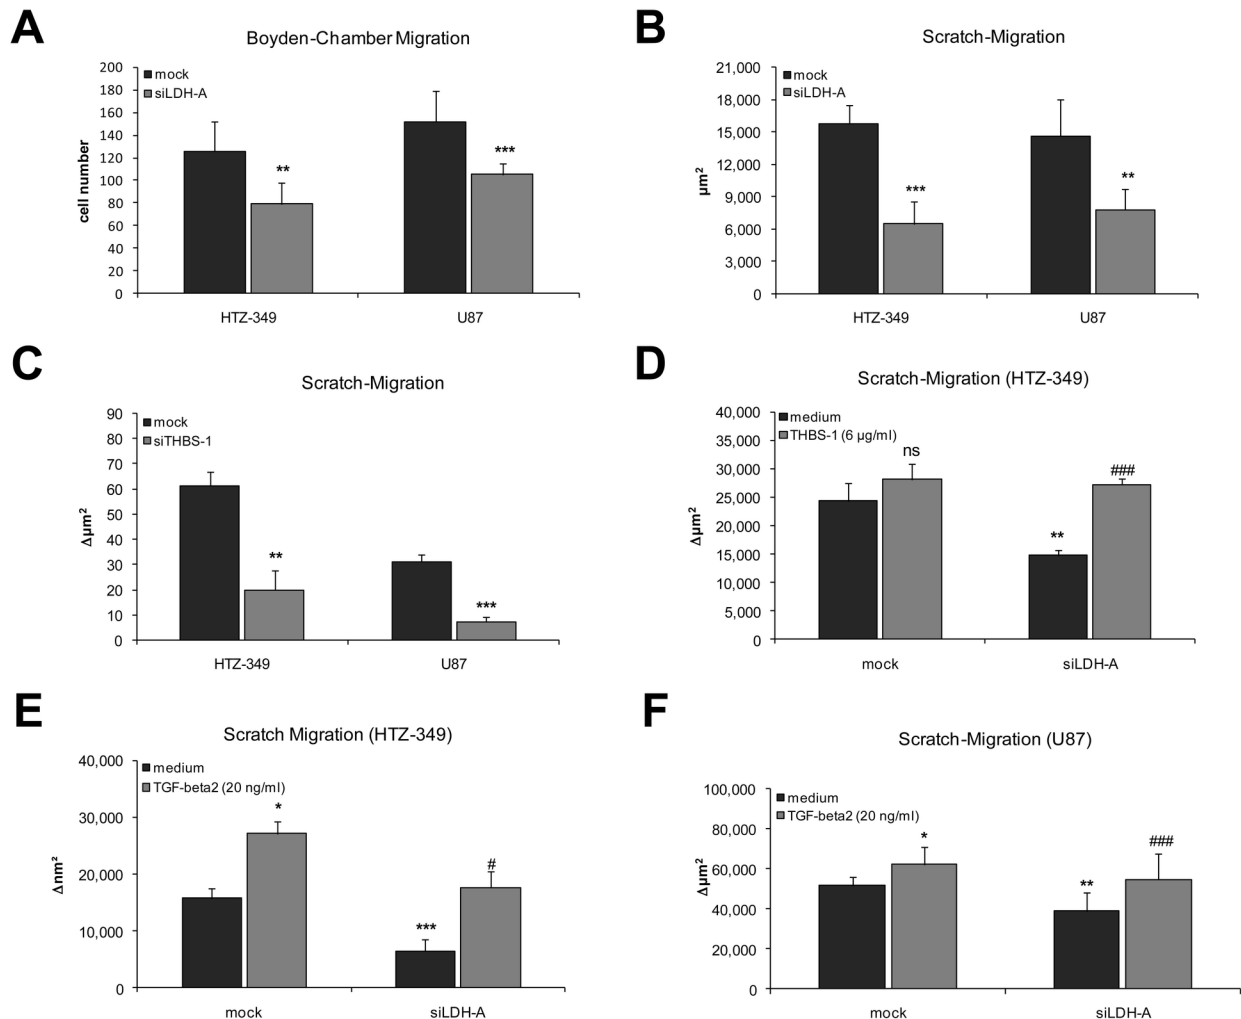 A
Boyden-Chamber Migration
mock
siLDH-A
cell number
200
180
160
140
120
100
80
60
40
20
0
**
***
HTZ-349
U87
B
Scratch-Migration
mock
siLDH-A
µm²
21,000
18,000
15,000
12,000
9,000
6,000
3,000
0
***
**
HTZ-349
U87
C
Scratch-Migration
mock
siTHBS-1
Δµm²
90
80
70
60
50
40
30
20
10
0
**
***
HTZ-349
U87
D
Scratch-Migration (HTZ-349)
medium
THBS-1 (6 µg/ml)
Δµm²
40,000
35,000
30,000
25,000
20,000
15,000
10,000
5,000
0
ns
**
###
mock
siLDH-A
E
Scratch Migration (HTZ-349)
medium
TGF-beta2 (20 ng/ml)
Δnm²
40,000
30,000
20,000
10,000
0
*
***
#
mock
siLDH-A
F
Scratch-Migration (U87)
medium
TGF-beta2 (20 ng/ml)
Δµm²
100,000
80,000
60,000
40,000
20,000
0
*
**
###
mock
siLDH-A